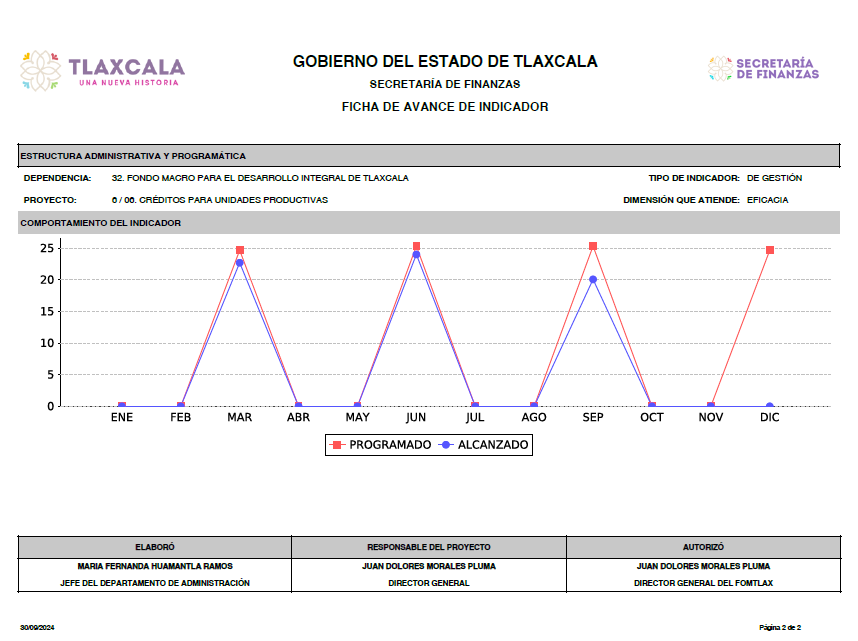 TLAXCALA
UNA NUEVA HISTORIA
GOBIERNO DEL ESTADO DE TLAXCALA
SECRETARÍA DE FINANZAS
FICHA DE AVANCE DE INDICADOR
SECRETARÍA
DE FINANZAS
ESTRUCTURA ADMINISTRATIVA Y PROGRAMÁTICA
DEPENDENCIA: 32. FONDO MACRO PARA EL DESARROLLO INTEGRAL DE TLAXCALA TIPO DE INDICADOR: DE GESTIÓN
PROYECTO: 6 / 06. CRÉDITOS PARA UNIDADES PRODUCTIVAS DIMENSIÓN QUE ATIENDE: EFICACIA
COMPORTAMIENTO DEL INDICADOR
25
20
15
10
5
0
ENE FEB MAR ABR MAY JUN JUL AGO SEP OCT NOV DIC
PROGRAMADO ALCANZADO
ELABORÓ RESPONSABLE DEL PROYECTO AUTORIZÓ
MARIA FERNANDA HUAMANTLA RAMOS JUAN DOLORES MORALES PLUMA JUAN DOLORES MORALES PLUMA
JEFE DEL DEPARTAMENTO DE ADMINISTRACIÓN DIRECTOR GENERAL DIRECTOR GENERAL DEL FOMTLAX
30/09/2024 Página 2 de 2